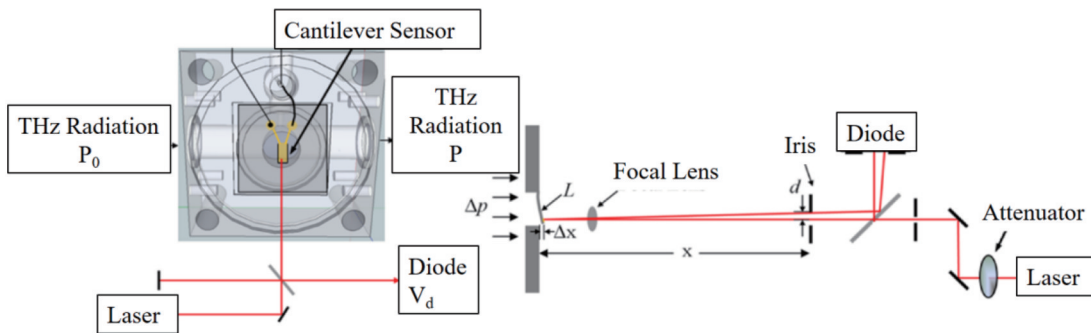 Cantilever Sensor
THz Radiation
P0
THz
Radiation
P
Laser
Diode
Vd
Δp
L
Δx
Focal Lens
x
Iris
d
Diode
Attenuator
Laser